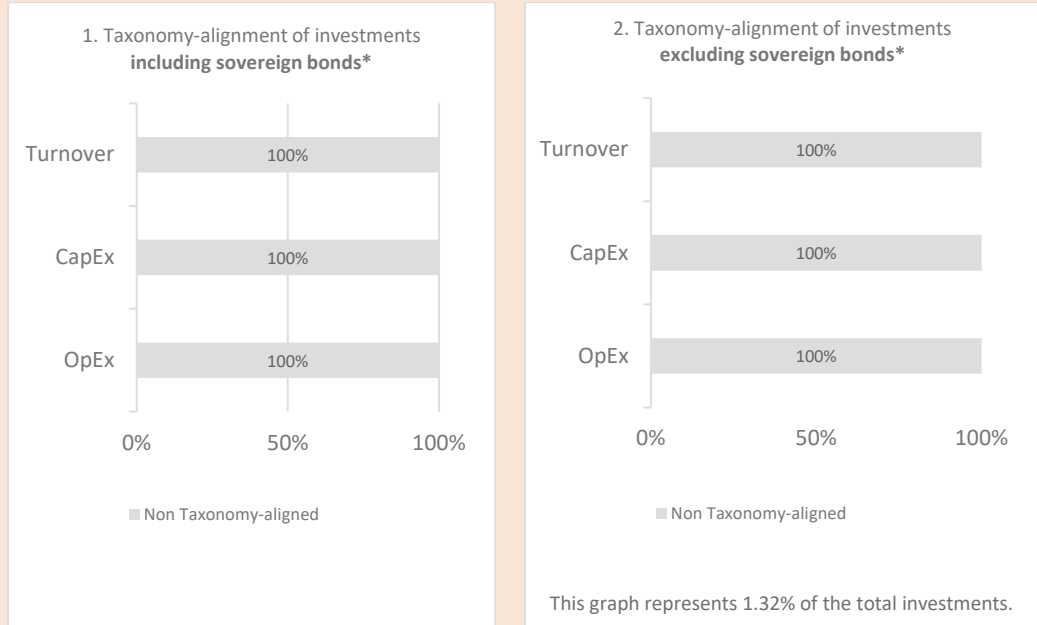 1. Taxonomy-alignment of investments
including sovereign bonds*
Turnover
100%
CapEx
100%
OpEx
100%
0%
50%
100%
Non Taxonomy-aligned
2. Taxonomy-alignment of investments
excluding sovereign bonds*
Turnover
100%
CapEx
100%
OpEx
100%
0%
50%
100%
Non Taxonomy-aligned
This graph represents 1.32% of the total investments.